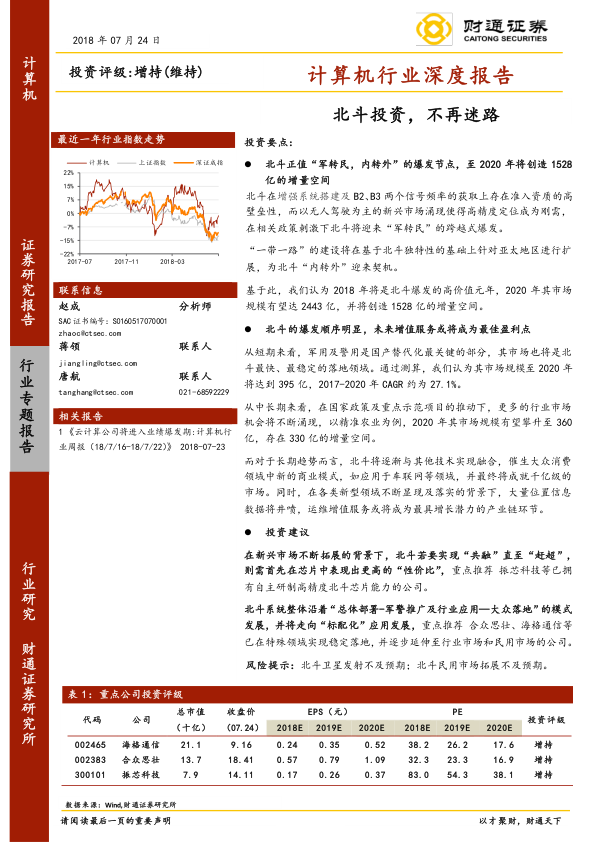 2018 年 07 月 24 日
财通证券
CAITONG SECURITIES
计算机
证券研究报告
行业专题报告
行业研究 财通证券研究所
投资评级:增持(维持)
计算机行业深度报告
北斗投资，不再迷路
最近一年行业指数走势
计算机 上证指数 深证成指
22%
15%
7%
0%
-7%
-15%
-22%
2017-07 2017-11 2018-03
联系信息
赵成 分析师
SAC 证书编号：S0160517070001
zhaoc@ctsec.com
蒋领 联系人
jiangling@ctsec.com
唐航 联系人
tanghang@ctsec.com 021-68592229
相关报告
1 《云计算公司将进入业绩爆发期:计算机行
业周报（18/7/16-18/7/22)》 2018-07-23
投资要点：
● 北斗正值“军转民，内转外”的爆发节点，至 2020 年将创造 1528
亿的增量空间
北斗在增强系统搭建及 B2、B3 两个信号频率的获取上存在准入资质的高
壁垒性，而以无人驾驶为主的新兴市场涌现使得高精度定位成为刚需，
在相关政策刺激下北斗将迎来“军转民”的跨越式爆发。
“一带一路”的建设将在基于北斗独特性的基础上针对亚太地区进行扩
展，为北斗“内转外”迎来契机。
基于此，我们认为 2018 年将是北斗爆发的高价值元年，2020 年其市场
规模有望达 2443 亿，并将创造 1528 亿的增量空间。
● 北斗的爆发顺序明显，未来增值服务或将成为最佳盈利点
从短期来看，军用及警用是国产替代化最关键的部分，其市场也将是北
斗最快、最稳定的落地领域。通过测算，我们认为其市场规模至 2020 年
将达到 395 亿，2017-2020 年 CAGR 约为 27.1%。
从中长期来看，在国家政策及重点示范项目的推动下，更多的行业市场
机会将不断涌现，以精准农业为例，2020 年其市场规模有望攀升至 360
亿，存在 330 亿的增量空间。
而对于长期趋势而言，北斗将逐渐与其他技术实现融合，催生大众消费
领域中新的商业模式，如应用于车联网等领域，并最终将成就千亿级的
市场。同时，在各类新型领域不断显现及落实的背景下，大量位置信息
数据将井喷，运维增值服务或将成为最具增长潜力的产业链环节。
● 投资建议
在新兴市场不断拓展的背景下，北斗若要实现“共融”直至“赶超”，
则需首先在芯片中表现出更高的“性价比”，重点推荐 振芯科技等已拥
有自主研制高精度北斗芯片能力的公司。
北斗系统整体沿着“总体部署-军警推广及行业应用—大众落地”的模式
发展，并将走向“标配化”应用发展，重点推荐 合众思壮、海格通信等
已在特殊领域实现稳定落地，并逐步延伸至行业市场和民用市场的公司。
风险提示：北斗卫星发射不及预期；北斗民用市场拓展不及预期。
表 1：重点公司投资评级
代码 公司 总市值 收盘价 EPS（元） PE 投资评级
（十亿） (07.24) 2018E 2019E 2020E 2018E 2019E 2020E
002465 海格通信 21.1 9.16 0.24 0.35 0.52 38.2 26.2 17.6 增持
002383 合众思壮 13.7 18.41 0.57 0.79 1.09 32.3 23.3 16.9 增持
300101 振芯科技 7.9 14.11 0.17 0.26 0.37 83.0 54.3 38.1 增持
数据来源：Wind,财通证券研究所
请阅读最后一页的重要声明 以才聚财，财通天下